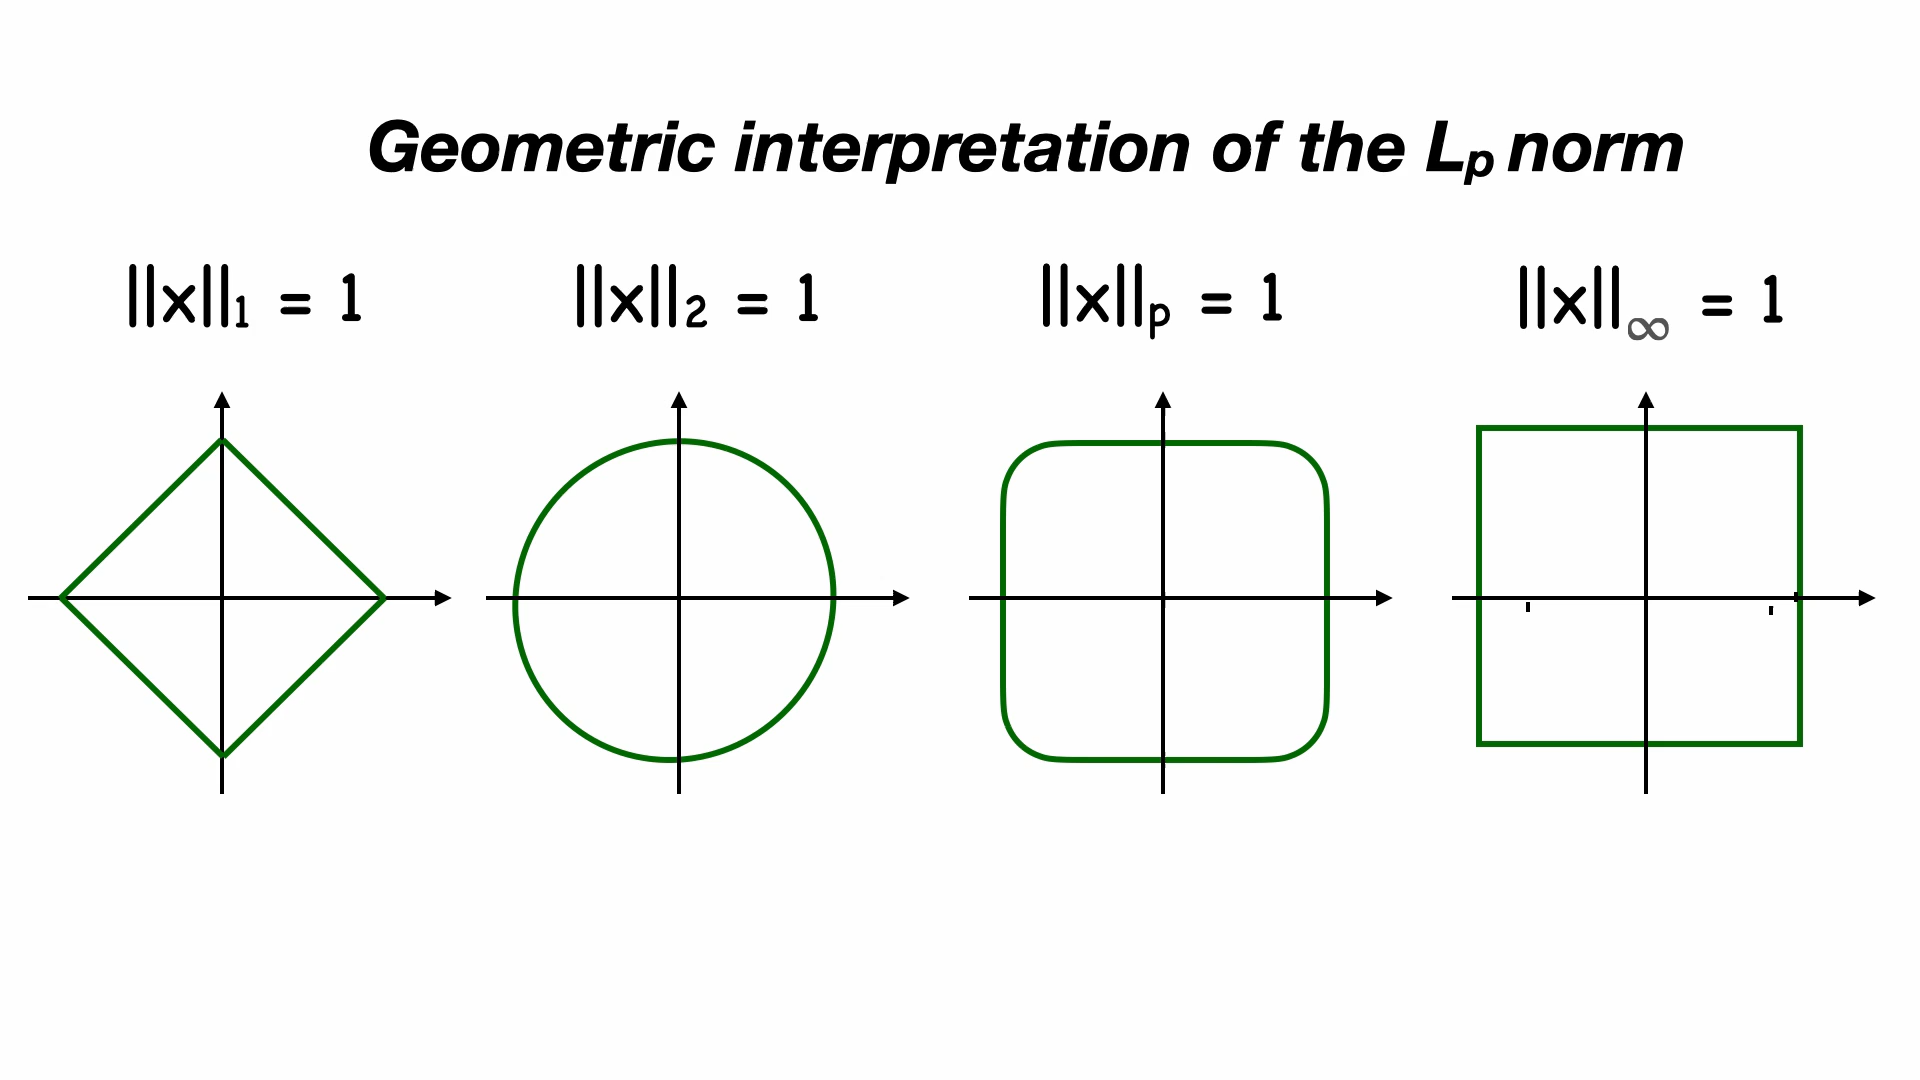 Geometric interpretation of the Lₚ norm
||x||₁ = 1
||x||₂ = 1
||x||ₚ = 1
||x||∞ = 1